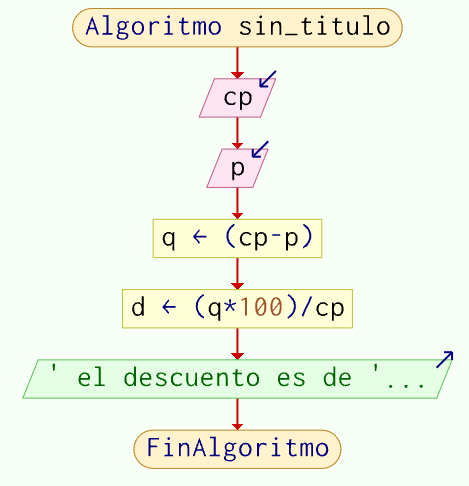 Algoritmo sin_titulo
cp
p
q ← (cp-p)
d ← (q*100)/cp
' el descuento es de '...
FinAlgoritmo